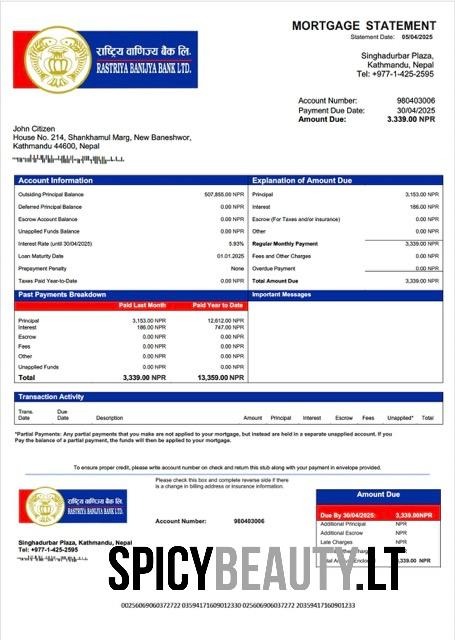 MORTGAGE STATEMENT
Statement Date: 05/04/2025
राष्ट्रिय वाणिज्य बैंक लि.
RASTRIYA BANIJYA BANK LTD.
Singhadurbar Plaza,
Kathmandu, Nepal
Tel: +977-1-425-2595
Account Number: 980403006
Payment Due Date: 30/04/2025
Amount Due: 3.339.00 NPR
John Citizen
House No. 214, Shankhamul Marg, New Baneshwor,
Kathmandu 44600, Nepal
Account Information
Outsiding Principal Balance 507,855.00 NPR
Deferred Principal Balance 0.00 NPR
Escrow Account Balance 0.00 NPR
Unapplied Funds Balance 0.00 NPR
Interest Rate (until 30/04/2025) 5.93%
Loan Maturity Date 01.01.2025
Prepayment Penalty None
Taxes Paid Year-to-Date 0.00 NPR
Explanation of Amount Due
Principal 3,153.00 NPR
Interest 186.00 NPR
Escrow (For Taxes and/or insurance) 0.00 NPR
Other 0.00 NPR
Regular Monthly Payment 3,339.00 NPR
Fees and Other Charges 0.00 NPR
Overdue Payment 0.00 NPR
Total Amount Due 3,339.00 NPR
Past Payments Breakdown
Paid Last Month Paid Year to Date
Principal 3,153.00 NPR 12,612.00 NPR
Interest 186.00 NPR 747.00 NPR
Escrow 0.00 NPR 0.00 NPR
Fees 0.00 NPR 0.00 NPR
Other 0.00 NPR 0.00 NPR
Unapplied Funds 0.00 NPR 0.00 NPR
Total 3,339.00 NPR 13,359.00 NPR
Important Messages
Transaction Activity
Trans. Date Due Date Description Amount Principal Interest Escrow Fees Unapplied* Total
*Partial Payments: Any partial payments that you make are not applied to your mortgage, but instead are held in a separate unapplied account. If you
Pay the balance of a partial payment, the funds will then be applied to your mortgage.
To ensure proper credit, please write account number on check and return this stub along with your payment in envelope provided.
Please check this box and complete reverse side if there
is a change in billing address or insurance information.
राष्ट्रिय वाणिज्य बैंक लि.
RASTRIYA BANIJYA BANK LTD.
Account Number: 980403006
Singhadurbar Plaza, Kathmandu, Nepal
Tel: +977-1-425-2595
Amount Due
Due By 30/04/2025: 3,339.00NPR
Additional Principal NPR
Additional Escrow NPR
Late Charges NPR
NPR
3,339.00 NPR
SPICYBEAUTY.LT